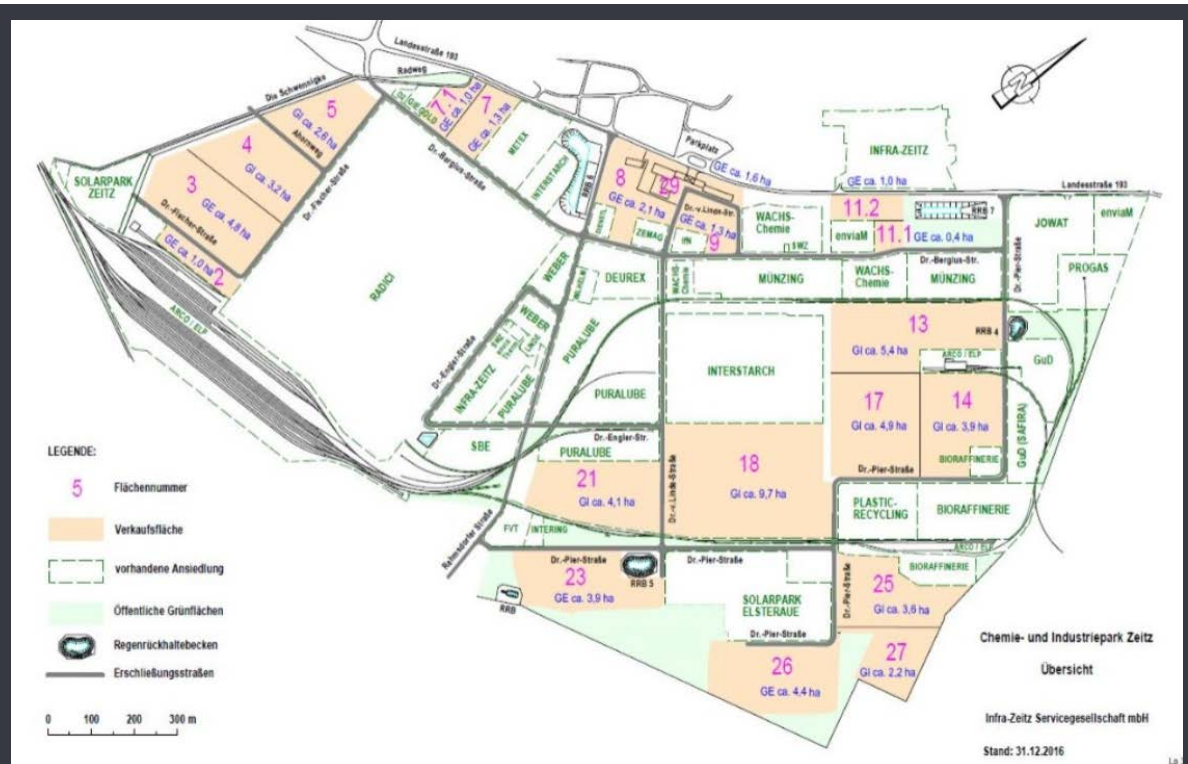 Landesstraße 193
Radweg
Die Schwennigke
5
GI ca. 2,6 ha
Ahornweg
4
GI ca. 3,2 ha
3
GE ca. 4,8 ha
Dr.-Fischer-Straße
Dr.-Fischer-Straße
GE ca. 1,0 ha
2
SOLARPARK
ZEITZ
ARCO / ELP
RADICI
7.1
GE ca. 1,0 ha
7
GE ca. 1,3 ha
METEX
INTERSTARCH
Dr.-Bergius-Straße
RRB 6
Parkplatz
8
GE ca. 2,1 ha
29
GE ca. 1,6 ha
DEUREX
ZEMAG
Dr.-v.-Linde-Str.
GE ca. 1,3 ha
9
WACHS-
Chemie
SWZ
INFRA-ZEITZ
GE ca. 1,0 ha
11.2
enviaM
11.1
GE ca. 0,4 ha
RRB 7
Landesstraße 193
JOWAT
enviaM
PROGAS
Dr.-Pier-Straße
Dr.-Bergius-Str.
WEBER
DEUREX
WACHS-
Chemie
MÜNZING
WACHS-
Chemie
MÜNZING
WEBER
PURALUBE
Dr.-Engler-Straße
INFRA-ZEITZ
PURALUBE
PURALUBE
INTERSTARCH
13
GI ca. 5,4 ha
RRB 4
ARCO / ELP
GuD
17
GI ca. 4,9 ha
14
GI ca. 3,9 ha
BIORAFFINERIE
GuD (SAFIRA)
Dr.-Pier-Straße
SBE
Dr.-Engler-Str.
PURALUBE
21
GI ca. 4,1 ha
Dr.-v.Linde-Straße
18
GI ca. 9,7 ha
PLASTIC-
RECYCLING
BIORAFFINERIE
ARCO / ELP
BIORAFFINERIE
FVT
INTERING
Dr.-Pier-Straße
23
GE ca. 3,9 ha
RRB 5
RRB
Dr.-Pier-Straße
SOLARPARK
ELSTERAUE
Dr.-Pier-Straße
Dr.-Pier-Straße
25
GI ca. 3,6 ha
26
GE ca. 4,4 ha
27
GI ca. 2,2 ha
LEGENDE:
5 Flächennummer
Verkaufsfläche
vorhandene Ansiedlung
Öffentliche Grünflächen
Regenrückhaltebecken
Erschließungsstraßen
0 100 200 300 m
Chemie- und Industriepark Zeitz
Übersicht
Infra-Zeitz Servicegesellschaft mbH
Stand: 31.12.2016